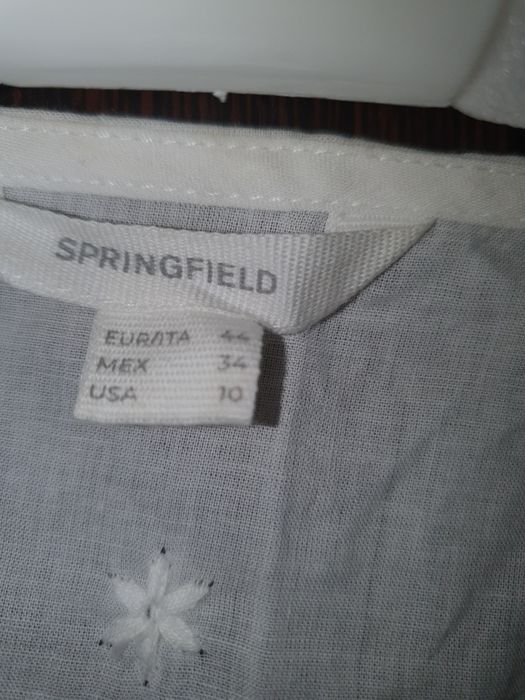 SPRINGFIELD
EUR/ITA 44
MEX 34
USA 10